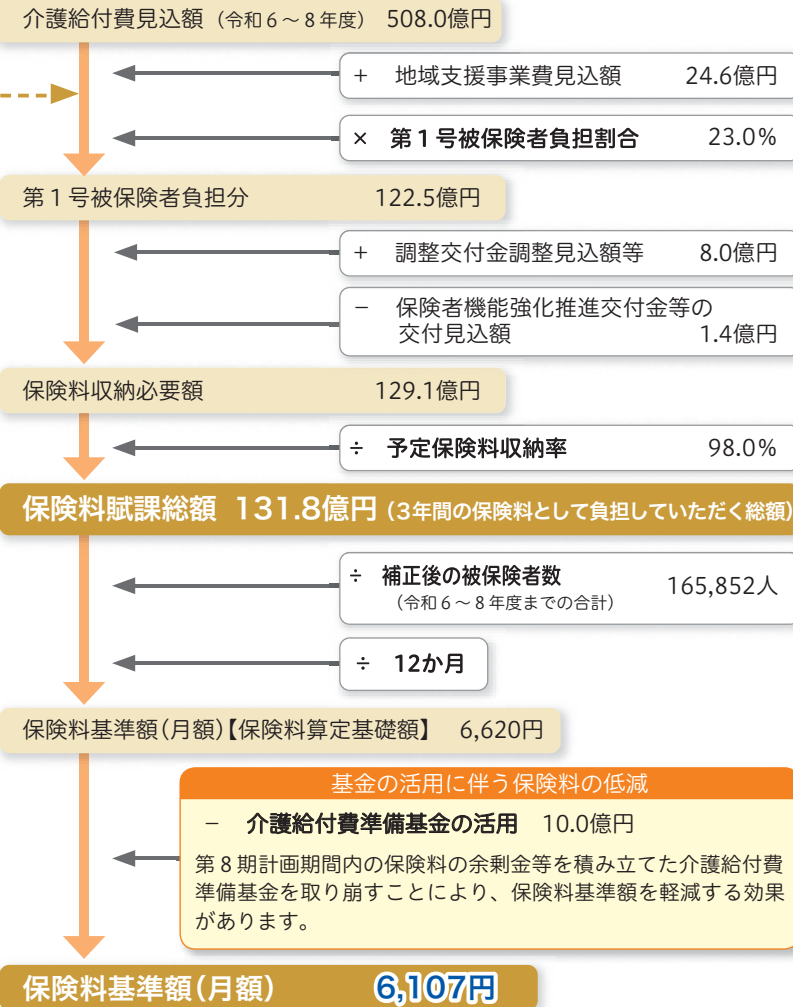 介護給付費見込額（令和６～８年度） 508.0億円
＋ 地域支援事業費見込額 24.6億円
× 第１号被保険者負担割合 23.0%
第１号被保険者負担分 122.5億円
＋ 調整交付金調整見込額等 8.0億円
－ 保険者機能強化推進交付金等の
交付見込額 1.4億円
保険料収納必要額 129.1億円
÷ 予定保険料収納率 98.0%
保険料賦課総額 131.8億円（3年間の保険料として負担していただく総額）
÷ 補正後の被保険者数 165,852人
（令和６～８年度までの合計）
÷ 12か月
保険料基準額（月額）【保険料算定基礎額】 6,620円
基金の活用に伴う保険料の低減
－ 介護給付費準備基金の活用 10.0億円
第８期計画期間内の保険料の余剰金等を積み立てた介護給付費
準備基金を取り崩すことにより、保険料基準額を軽減する効果
があります。
保険料基準額（月額） 6,107円